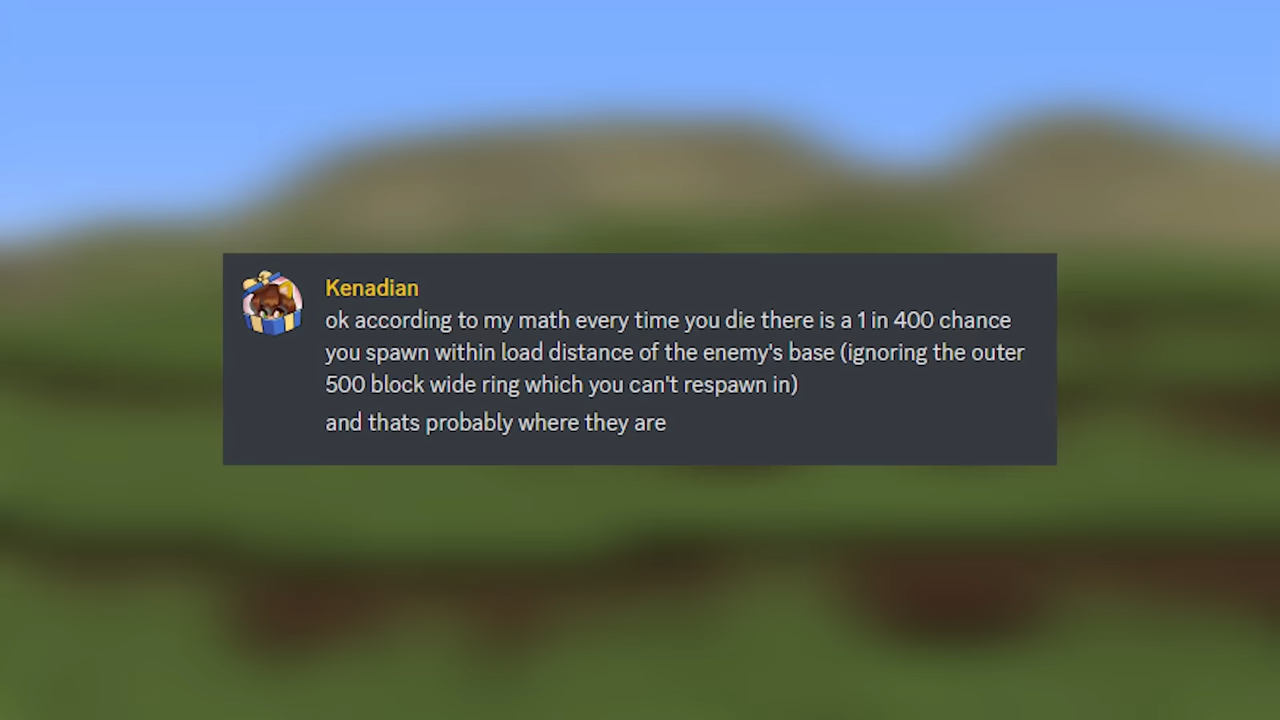 Kenadian
ok according to my math every time you die there is a 1 in 400 chance
you spawn within load distance of the enemy's base (ignoring the outer
500 block wide ring which you can't respawn in)
and thats probably where they are